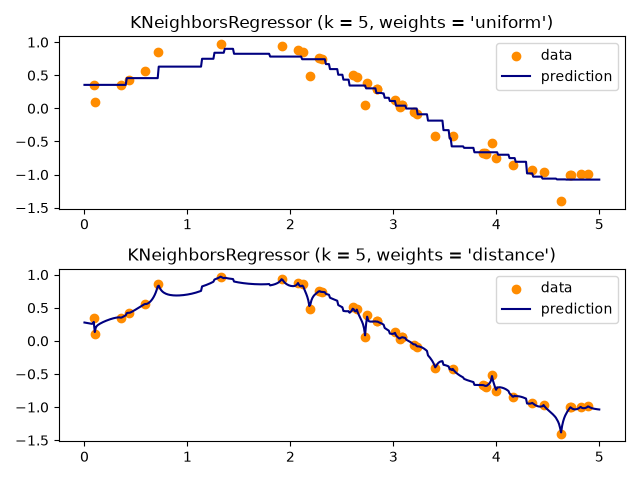 KNeighborsRegressor (k = 5, weights = 'uniform')
1.0
0.5
0.0
−0.5
−1.0
−1.5
data
prediction
0 1 2 3 4 5
KNeighborsRegressor (k = 5, weights = 'distance')
1.0
0.5
0.0
−0.5
−1.0
−1.5
data
prediction
0 1 2 3 4 5